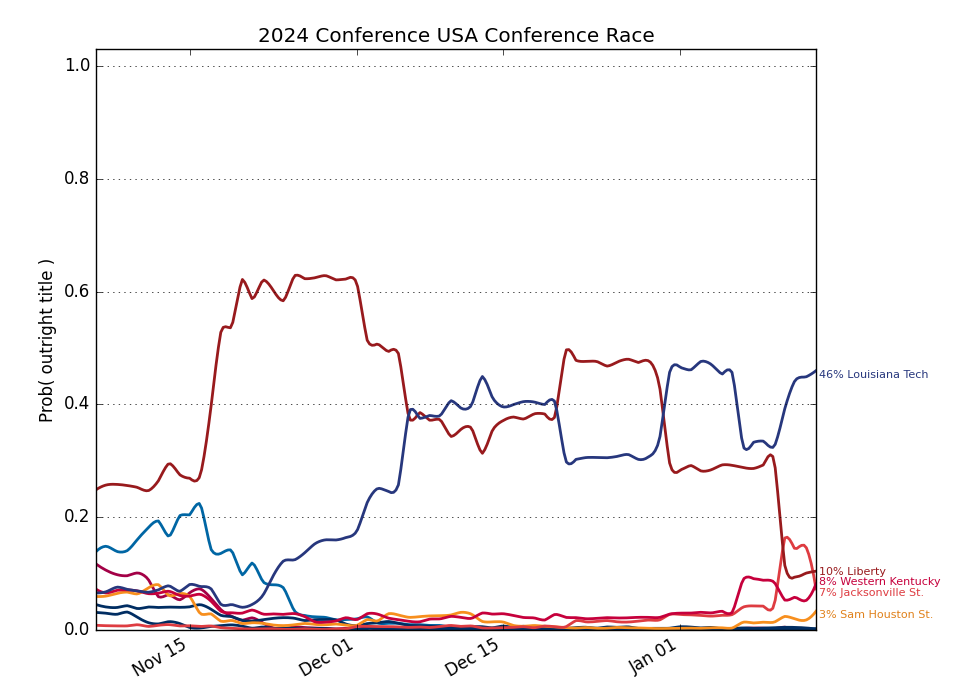 2024 Conference USA Conference Race
Prob( outright title )
1.0
0.8
0.6
0.4
0.2
0.0
46% Louisiana Tech
10% Liberty
8% Western Kentucky
7% Jacksonville St.
3% Sam Houston St.
Nov 15
Dec 01
Dec 15
Jan 01